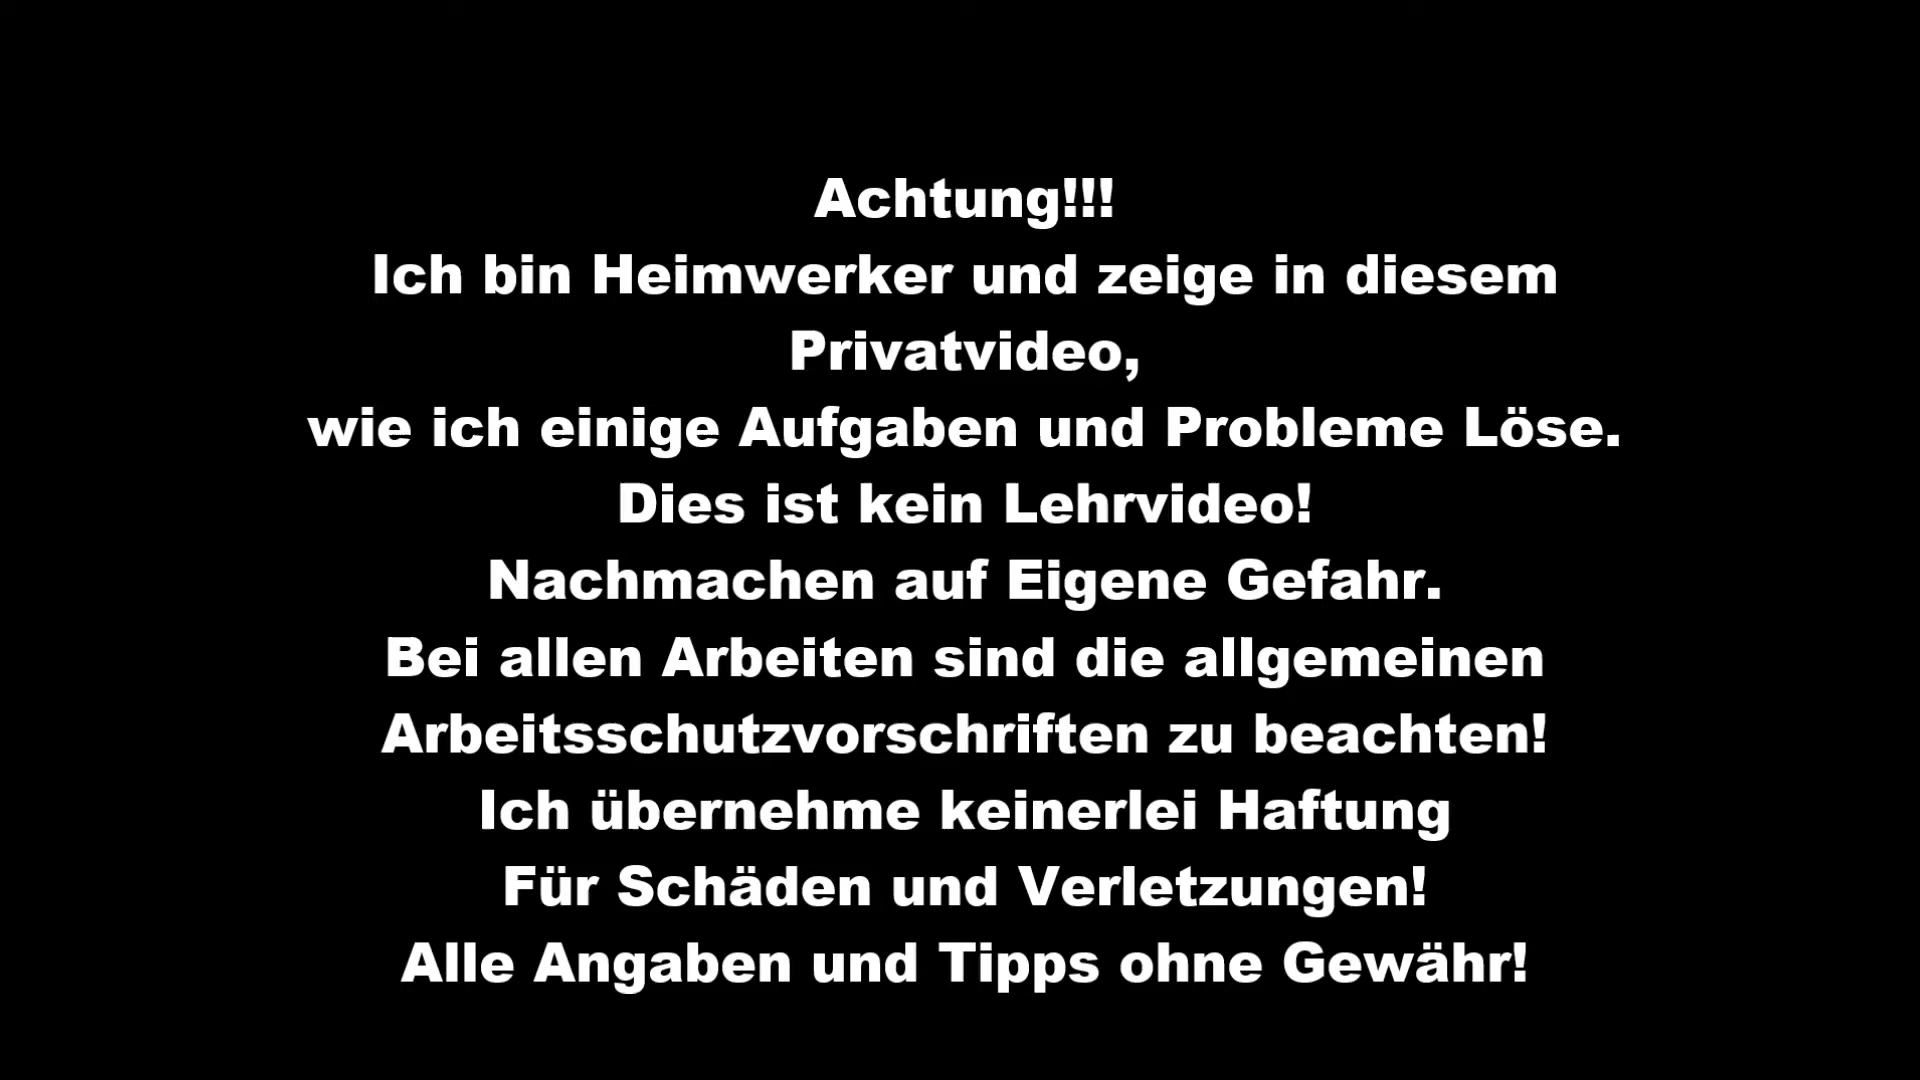 Achtung!!!
Ich bin Heimwerker und zeige in diesem
Privatvideo,
wie ich einige Aufgaben und Probleme Löse.
Dies ist kein Lehrvideo!
Nachmachen auf Eigene Gefahr.
Bei allen Arbeiten sind die allgemeinen
Arbeitsschutzvorschriften zu beachten!
Ich übernehme keinerlei Haftung
Für Schäden und Verletzungen!
Alle Angaben und Tipps ohne Gewähr!